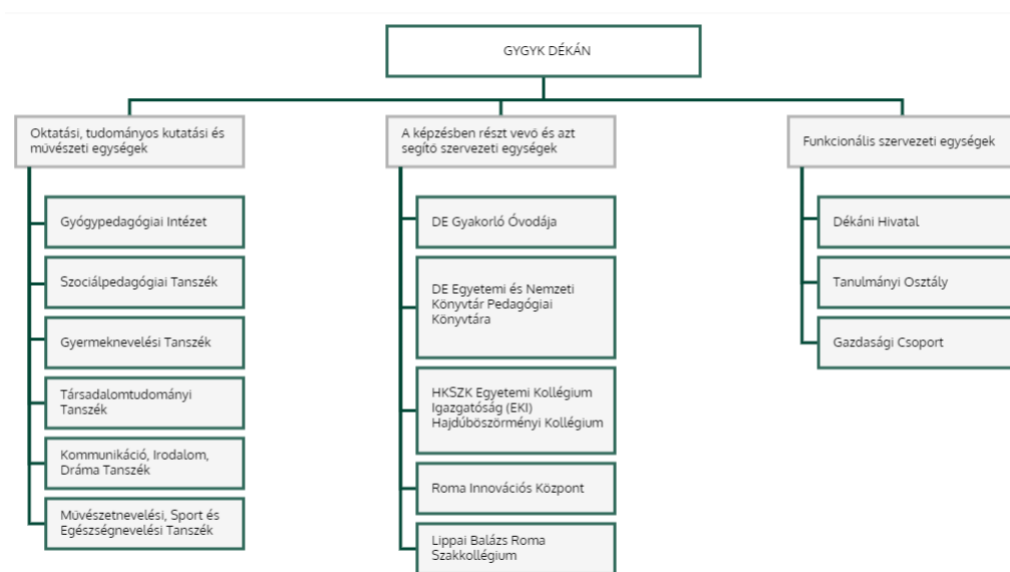 GYGYK DÉKÁN
Oktatási, tudományos kutatási és
művészeti egységek
Gyógypedagógiai Intézet
Szociálpedagógiai Tanszék
Gyermeknevelési Tanszék
Társadalomtudományi
Tanszék
Kommunikáció, Irodalom,
Dráma Tanszék
Művészetnevelési, Sport és
Egészségnevelési Tanszék
A képzésben részt vevő és azt
segítő szervezeti egységek
DE Gyakorló Óvodája
DE Egyetemi és Nemzeti
Könyvtár Pedagógiai
Könyvtára
HKSZK Egyetemi Kollégium
Igazgatóság (EKI)
Hajdúböszörményi Kollégium
Roma Innovációs Központ
Lippai Balázs Roma
Szakkollégium
Funkcionális szervezeti egységek
Dékáni Hivatal
Tanulmányi Osztály
Gazdasági Csoport